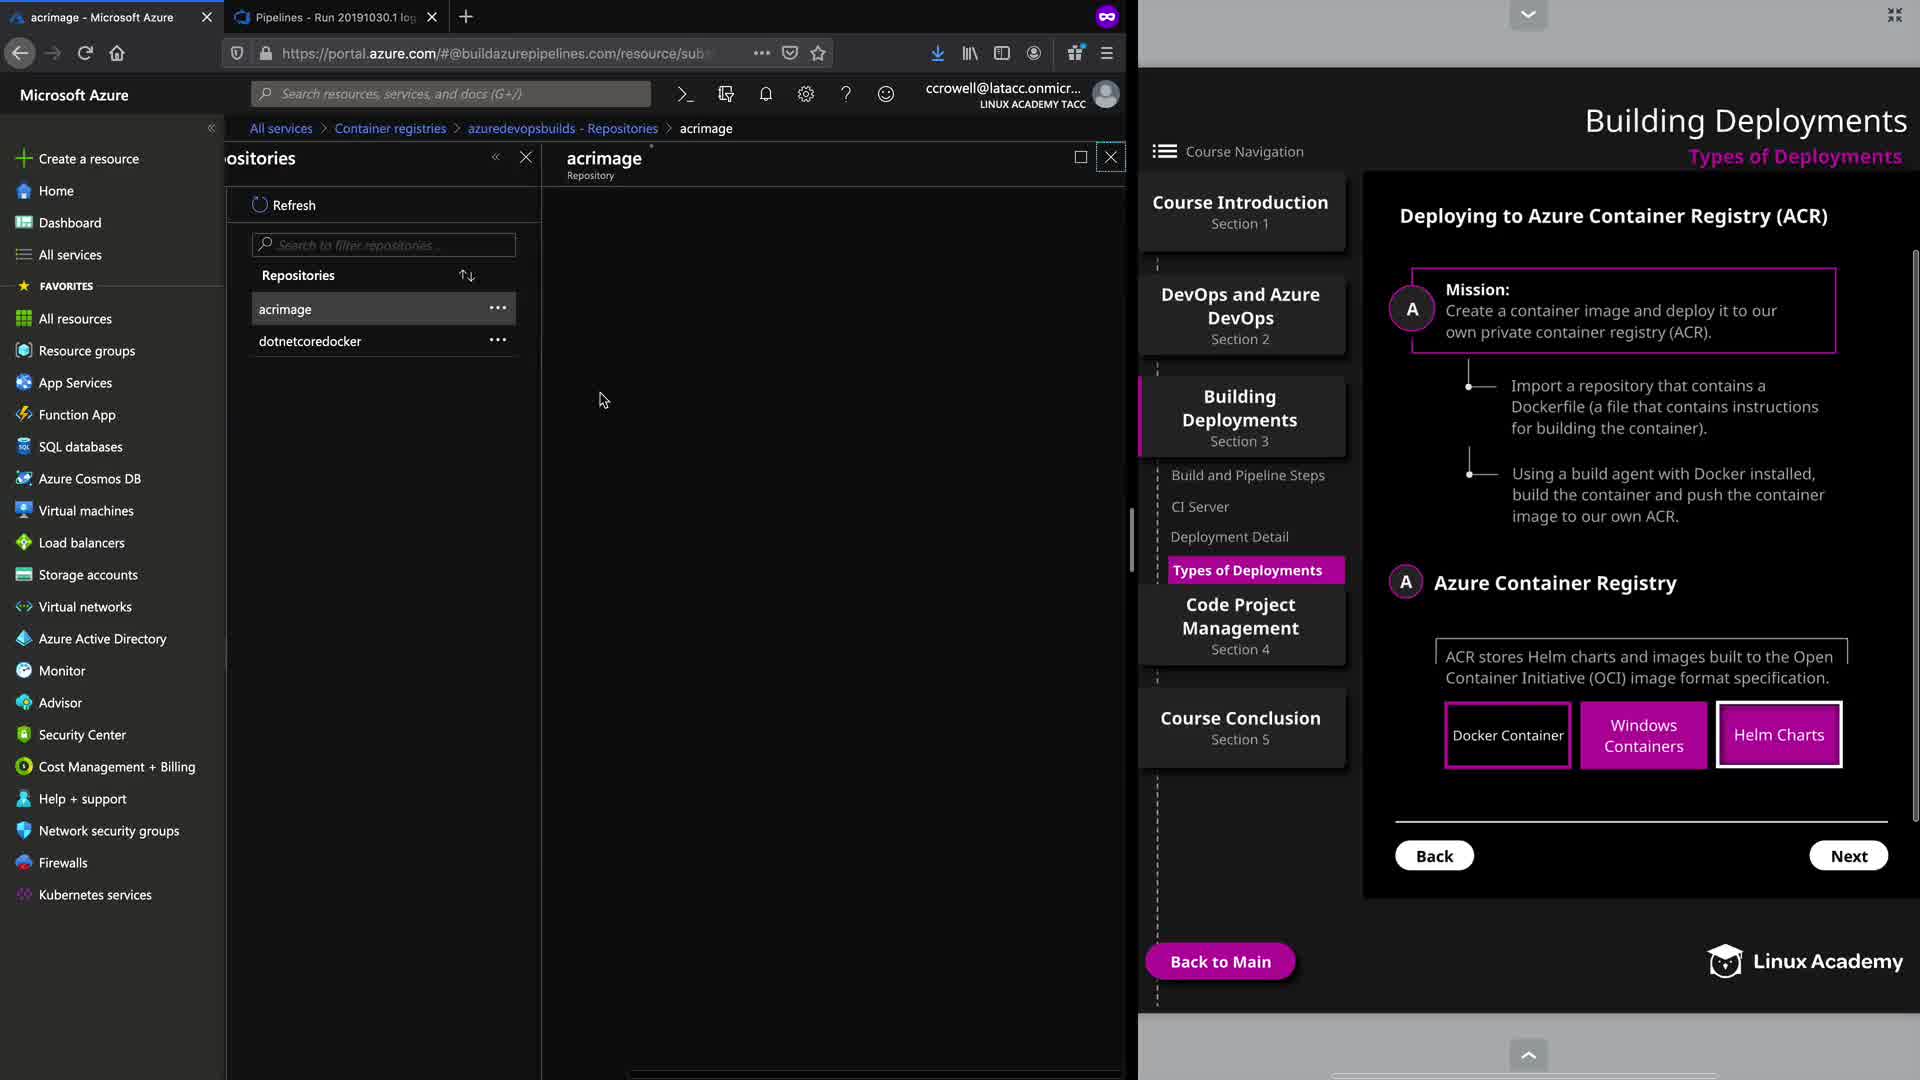 acrimage - Microsoft Azure
Pipelines - Run 20191030.1 log
https://portal.azure.com/#@buildazurepipelines.com/resource/subs
Microsoft Azure
Search resources, services, and docs (G+/)
ccrowell@latacc.onmicr...
LINUX ACADEMY TACC
All services > Container registries > azuredevopsbuilds - Repositories > acrimage
Create a resource
Home
Dashboard
All services
FAVORITES
All resources
Resource groups
App Services
Function App
SQL databases
Azure Cosmos DB
Virtual machines
Load balancers
Storage accounts
Virtual networks
Azure Active Directory
Monitor
Advisor
Security Center
Cost Management + Billing
Help + support
Network security groups
Firewalls
Kubernetes services
ositories
Refresh
Search to filter repositories...
Repositories
acrimage
dotnetcoredocker
acrimage
Repository
Building Deployments
Types of Deployments
Course Navigation
Course Introduction
Section 1
DevOps and Azure
DevOps
Section 2
Building
Deployments
Section 3
Build and Pipeline Steps
CI Server
Deployment Detail
Types of Deployments
Code Project
Management
Section 4
Course Conclusion
Section 5
Back to Main
Deploying to Azure Container Registry (ACR)
A
Mission:
Create a container image and deploy it to our
own private container registry (ACR).
Import a repository that contains a
Dockerfile (a file that contains instructions
for building the container).
Using a build agent with Docker installed,
build the container and push the container
image to our own ACR.
A
Azure Container Registry
ACR stores Helm charts and images built to the Open
Container Initiative (OCI) image format specification.
Docker Container
Windows
Containers
Helm Charts
Back
Next
Linux Academy